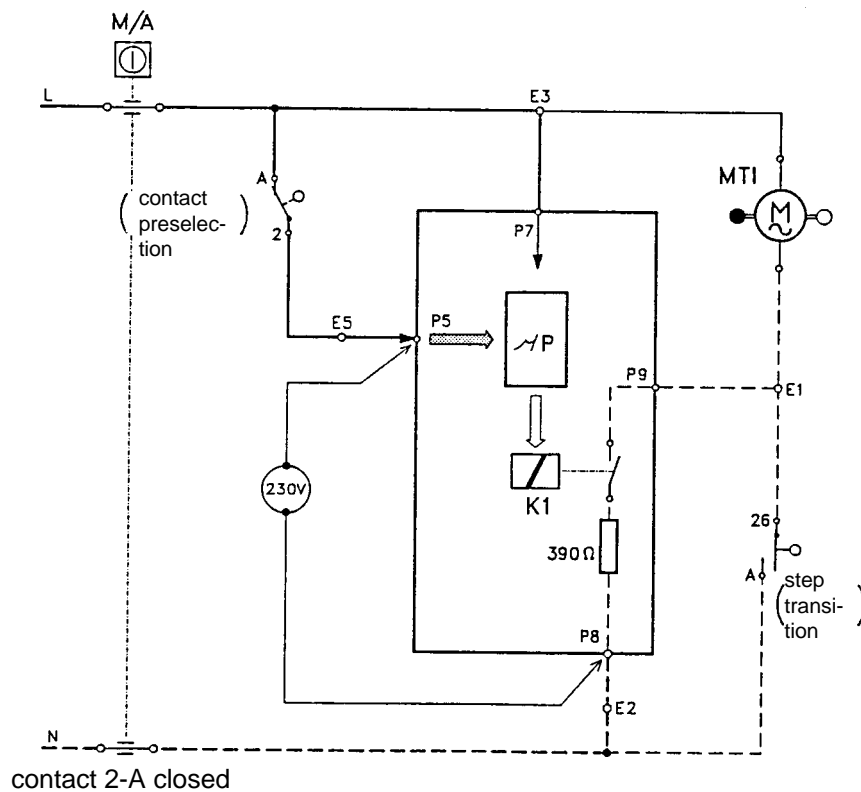 M/A
L
E3
A
MT1
(contact
preselec-
tion)
M
P7
2
E5
P5
μP
P9
E1
230V
K1
26
390Ω
A
(step
transi-
tion)
P8
E2
N
contact 2-A closed